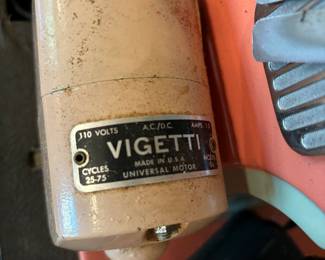 110 VOLTS A.C./D.C. AMPS
VIGETTI
MADE IN U.S.A.
CYCLES
25-75 UNIVERSAL MOTOR